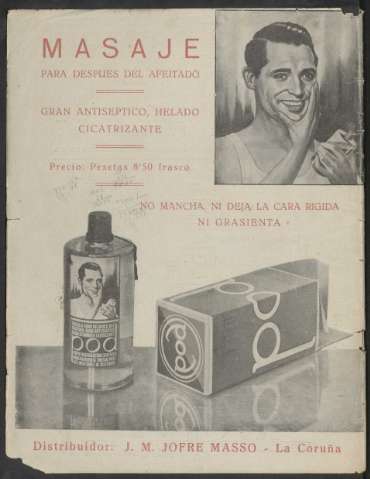 MASAJE
PARA DESPUES DEL AFEITADO
GRAN ANTISEPTICO, HELADO
CICATRIZANTE
Precio: Pesetas 8'50 frasco
NO MANCHA, NI DEJA LA CARA RIGIDA
NI GRASIENTA
pod
pod
pod
Distribuidor: J. M. JOFRE MASSO - La Coruña